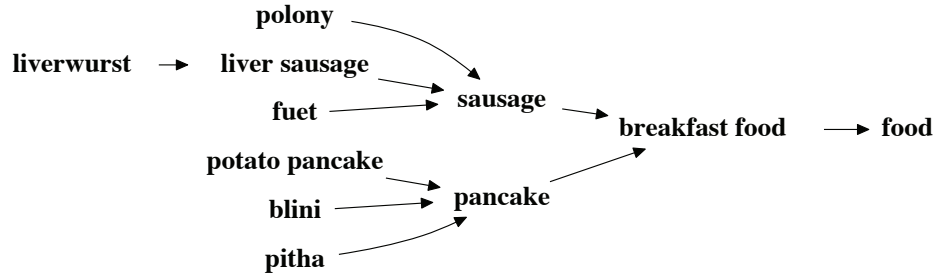 polony
liverwurst
liver sausage
fuet
sausage
breakfast food
food
potato pancake
blini
pancake
pitha